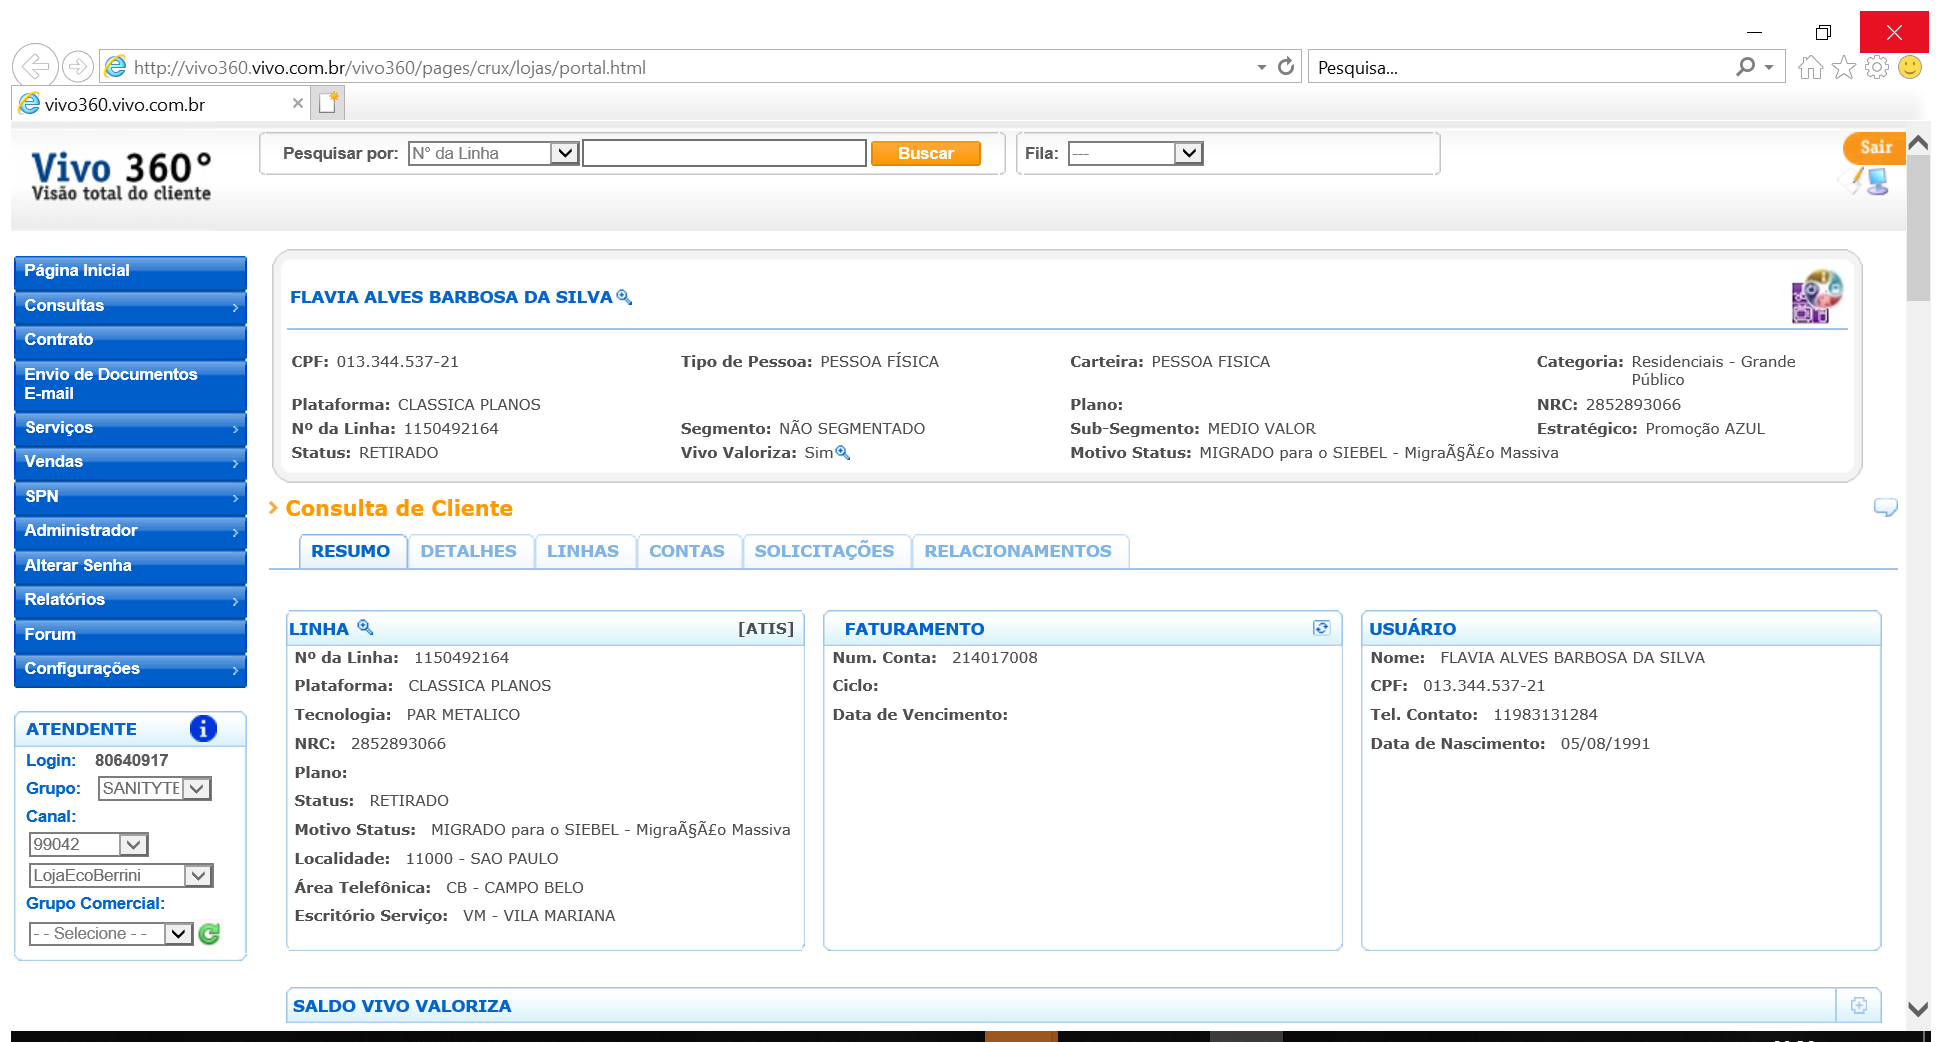 http://vivo360.vivo.com.br/vivo360/pages/crux/lojas/portal.html
Pesquisa...
vivo360.vivo.com.br
Vivo 360°
Visão total do cliente
Pesquisar por: N° da Linha Buscar
Fila: ---
Sair
Página Inicial
Consultas
Contrato
Envio de Documentos
E-mail
Serviços
Vendas
SPN
Administrador
Alterar Senha
Relatórios
Forum
Configurações
ATENDENTE
Login: 80640917
Grupo: SANITYTE
Canal:
99042
LojaEcoBerrini
Grupo Comercial:
- - Selecione - -
FLAVIA ALVES BARBOSA DA SILVA
CPF: 013.344.537-21 Tipo de Pessoa: PESSOA FÍSICA Carteira: PESSOA FISICA Categoria: Residenciais - Grande
Público
Plataforma: CLASSICA PLANOS Plano: NRC: 2852893066
Nº da Linha: 1150492164 Segmento: NÃO SEGMENTADO Sub-Segmento: MEDIO VALOR Estratégico: Promoção AZUL
Status: RETIRADO Vivo Valoriza: Sim Motivo Status: MIGRADO para o SIEBEL - MigraÃ§Ã£o Massiva
Consulta de Cliente
RESUMO DETALHES LINHAS CONTAS SOLICITAÇÕES RELACIONAMENTOS
LINHA [ATIS]
Nº da Linha: 1150492164
Plataforma: CLASSICA PLANOS
Tecnologia: PAR METALICO
NRC: 2852893066
Plano:
Status: RETIRADO
Motivo Status: MIGRADO para o SIEBEL - MigraÃ§Ã£o Massiva
Localidade: 11000 - SAO PAULO
Área Telefônica: CB - CAMPO BELO
Escritório Serviço: VM - VILA MARIANA
FATURAMENTO
Num. Conta: 214017008
Ciclo:
Data de Vencimento:
USUÁRIO
Nome: FLAVIA ALVES BARBOSA DA SILVA
CPF: 013.344.537-21
Tel. Contato: 11983131284
Data de Nascimento: 05/08/1991
SALDO VIVO VALORIZA